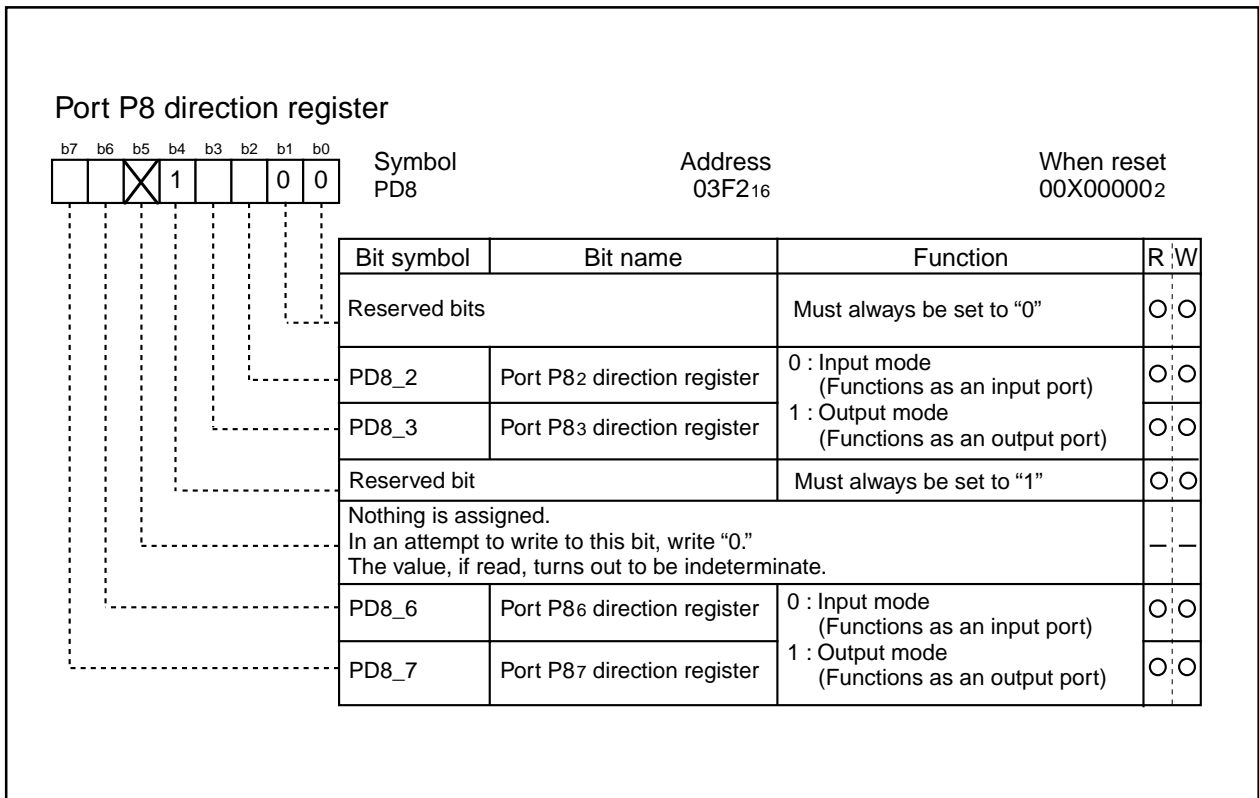 Port P8 direction register
b7 b6 b5 b4 b3 b2 b1 b0
1 0 0
Symbol Address When reset
PD8 03F216 00X000002
Bit symbol Bit name Function R W
Reserved bits Must always be set to “0”
PD8_2 Port P82 direction register 0 : Input mode
(Functions as an input port)
PD8_3 Port P83 direction register 1 : Output mode
(Functions as an output port)
Reserved bit Must always be set to “1”
Nothing is assigned.
In an attempt to write to this bit, write “0.”
The value, if read, turns out to be indeterminate.
PD8_6 Port P86 direction register 0 : Input mode
(Functions as an input port)
PD8_7 Port P87 direction register 1 : Output mode
(Functions as an output port)